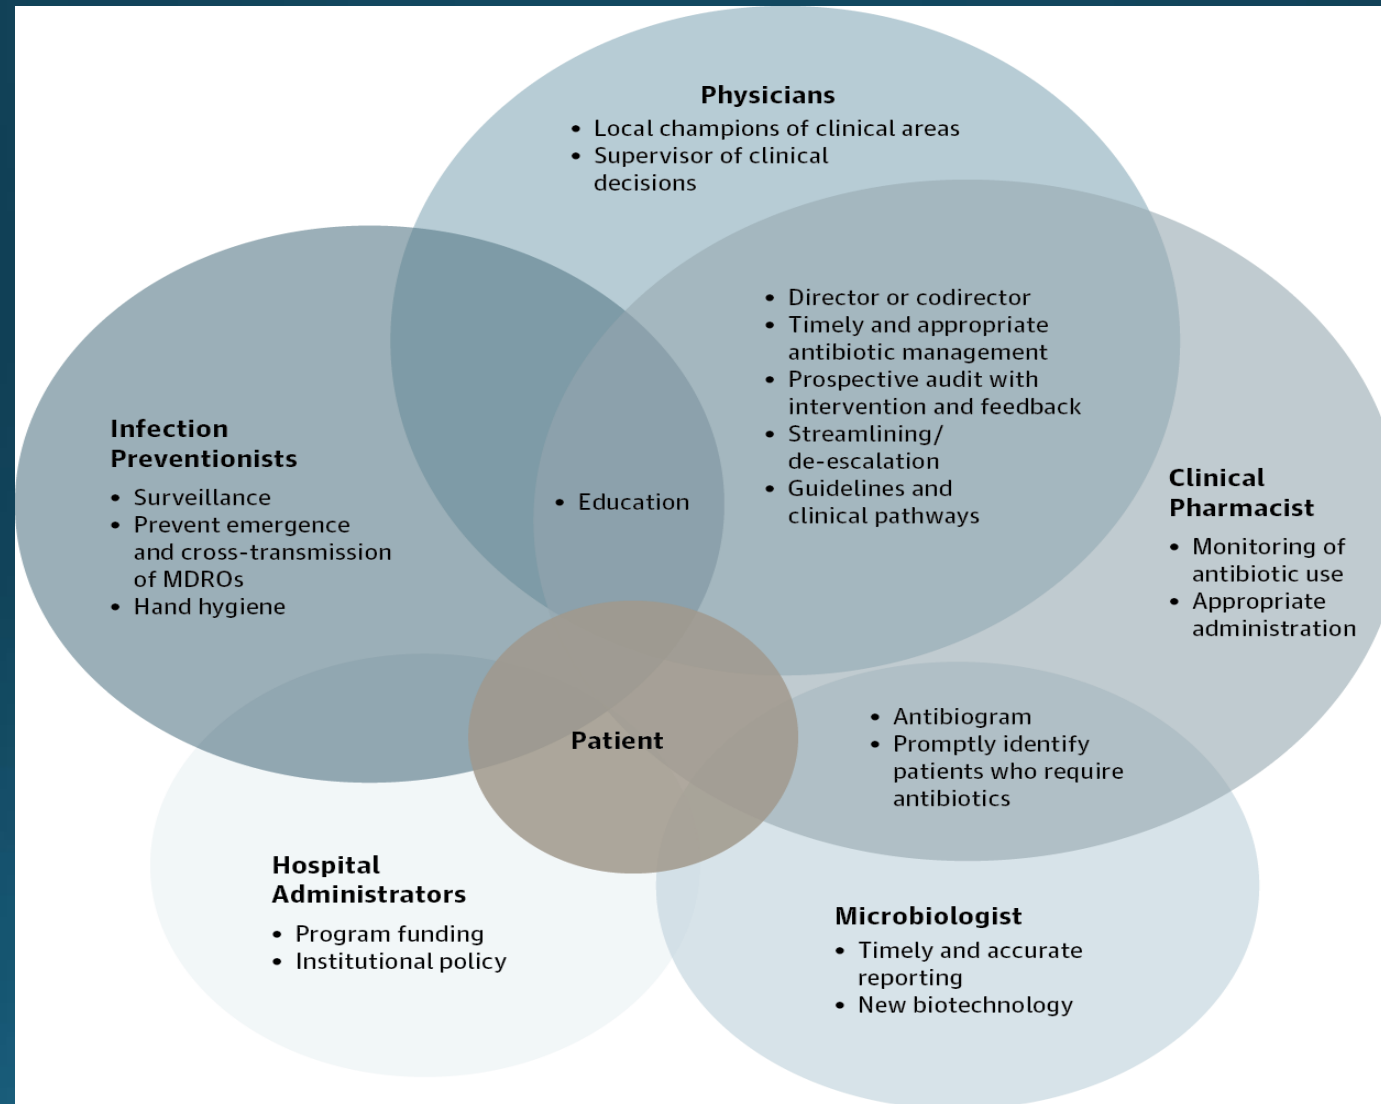 Physicians
• Local champions of clinical areas
• Supervisor of clinical
decisions
• Director or codirector
• Timely and appropriate
antibiotic management
• Prospective audit with
intervention and feedback
• Streamlining/
de-escalation
• Guidelines and
clinical pathways
Infection
Preventionists
• Surveillance
• Prevent emergence
and cross-transmission
of MDROs
• Hand hygiene
• Education
Clinical
Pharmacist
• Monitoring of
antibiotic use
• Appropriate
administration
Patient
• Antibiogram
• Promptly identify
patients who require
antibiotics
Hospital
Administrators
• Program funding
• Institutional policy
Microbiologist
• Timely and accurate
reporting
• New biotechnology